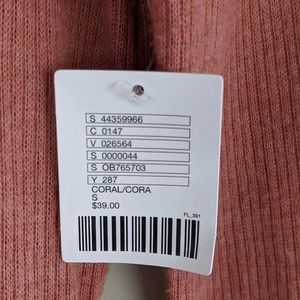 S 44359966
C 0147
V 026564
S 0000044
S OB765703
Y 287
CORAL/CORA
S
$39.00
FL_391